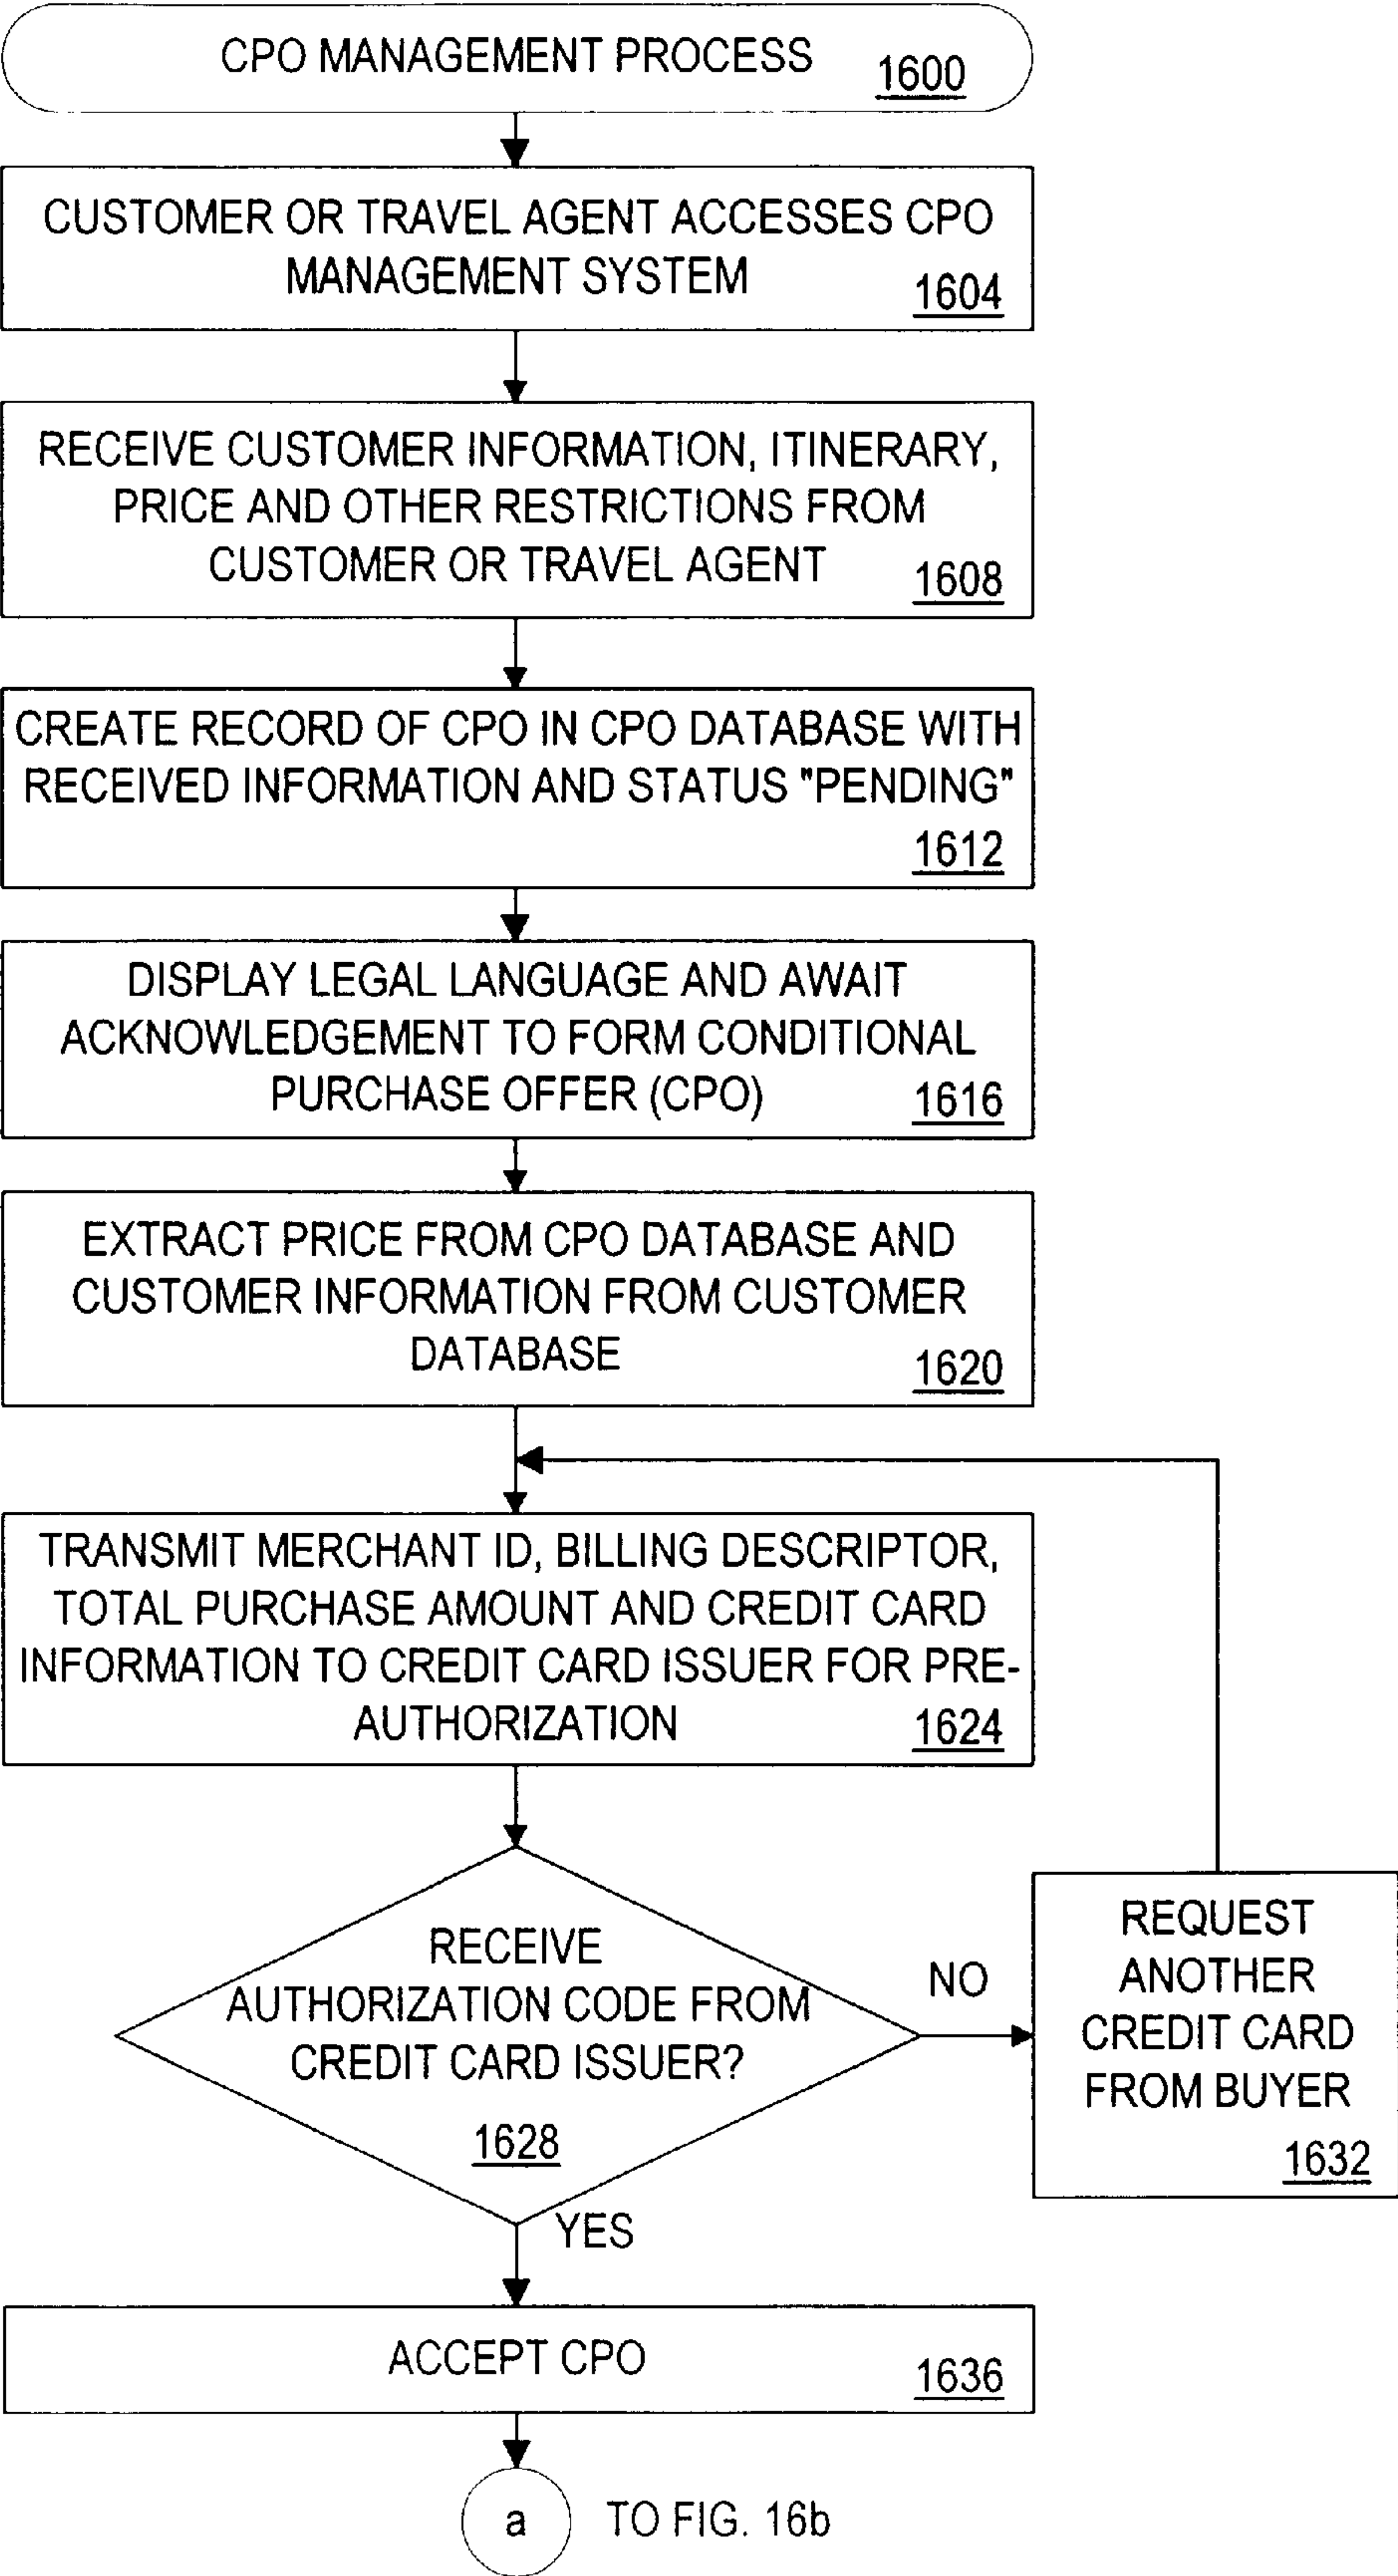 CPO MANAGEMENT PROCESS
1600
CUSTOMER OR TRAVEL AGENT ACCESSES CPO
MANAGEMENT SYSTEM
1604
RECEIVE CUSTOMER INFORMATION, ITINERARY,
PRICE AND OTHER RESTRICTIONS FROM
CUSTOMER OR TRAVEL AGENT
1608
CREATE RECORD OF CPO IN CPO DATABASE WITH
RECEIVED INFORMATION AND STATUS "PENDING"
1612
DISPLAY LEGAL LANGUAGE AND AWAIT
ACKNOWLEDGEMENT TO FORM CONDITIONAL
PURCHASE OFFER (CPO)
1616
EXTRACT PRICE FROM CPO DATABASE AND
CUSTOMER INFORMATION FROM CUSTOMER
DATABASE
1620
TRANSMIT MERCHANT ID, BILLING DESCRIPTOR,
TOTAL PURCHASE AMOUNT AND CREDIT CARD
INFORMATION TO CREDIT CARD ISSUER FOR PRE-
AUTHORIZATION
1624
RECEIVE
AUTHORIZATION CODE FROM
CREDIT CARD ISSUER?
1628
NO
REQUEST
ANOTHER
CREDIT CARD
FROM BUYER
1632
YES
ACCEPT CPO
1636
a
TO FIG. 16b